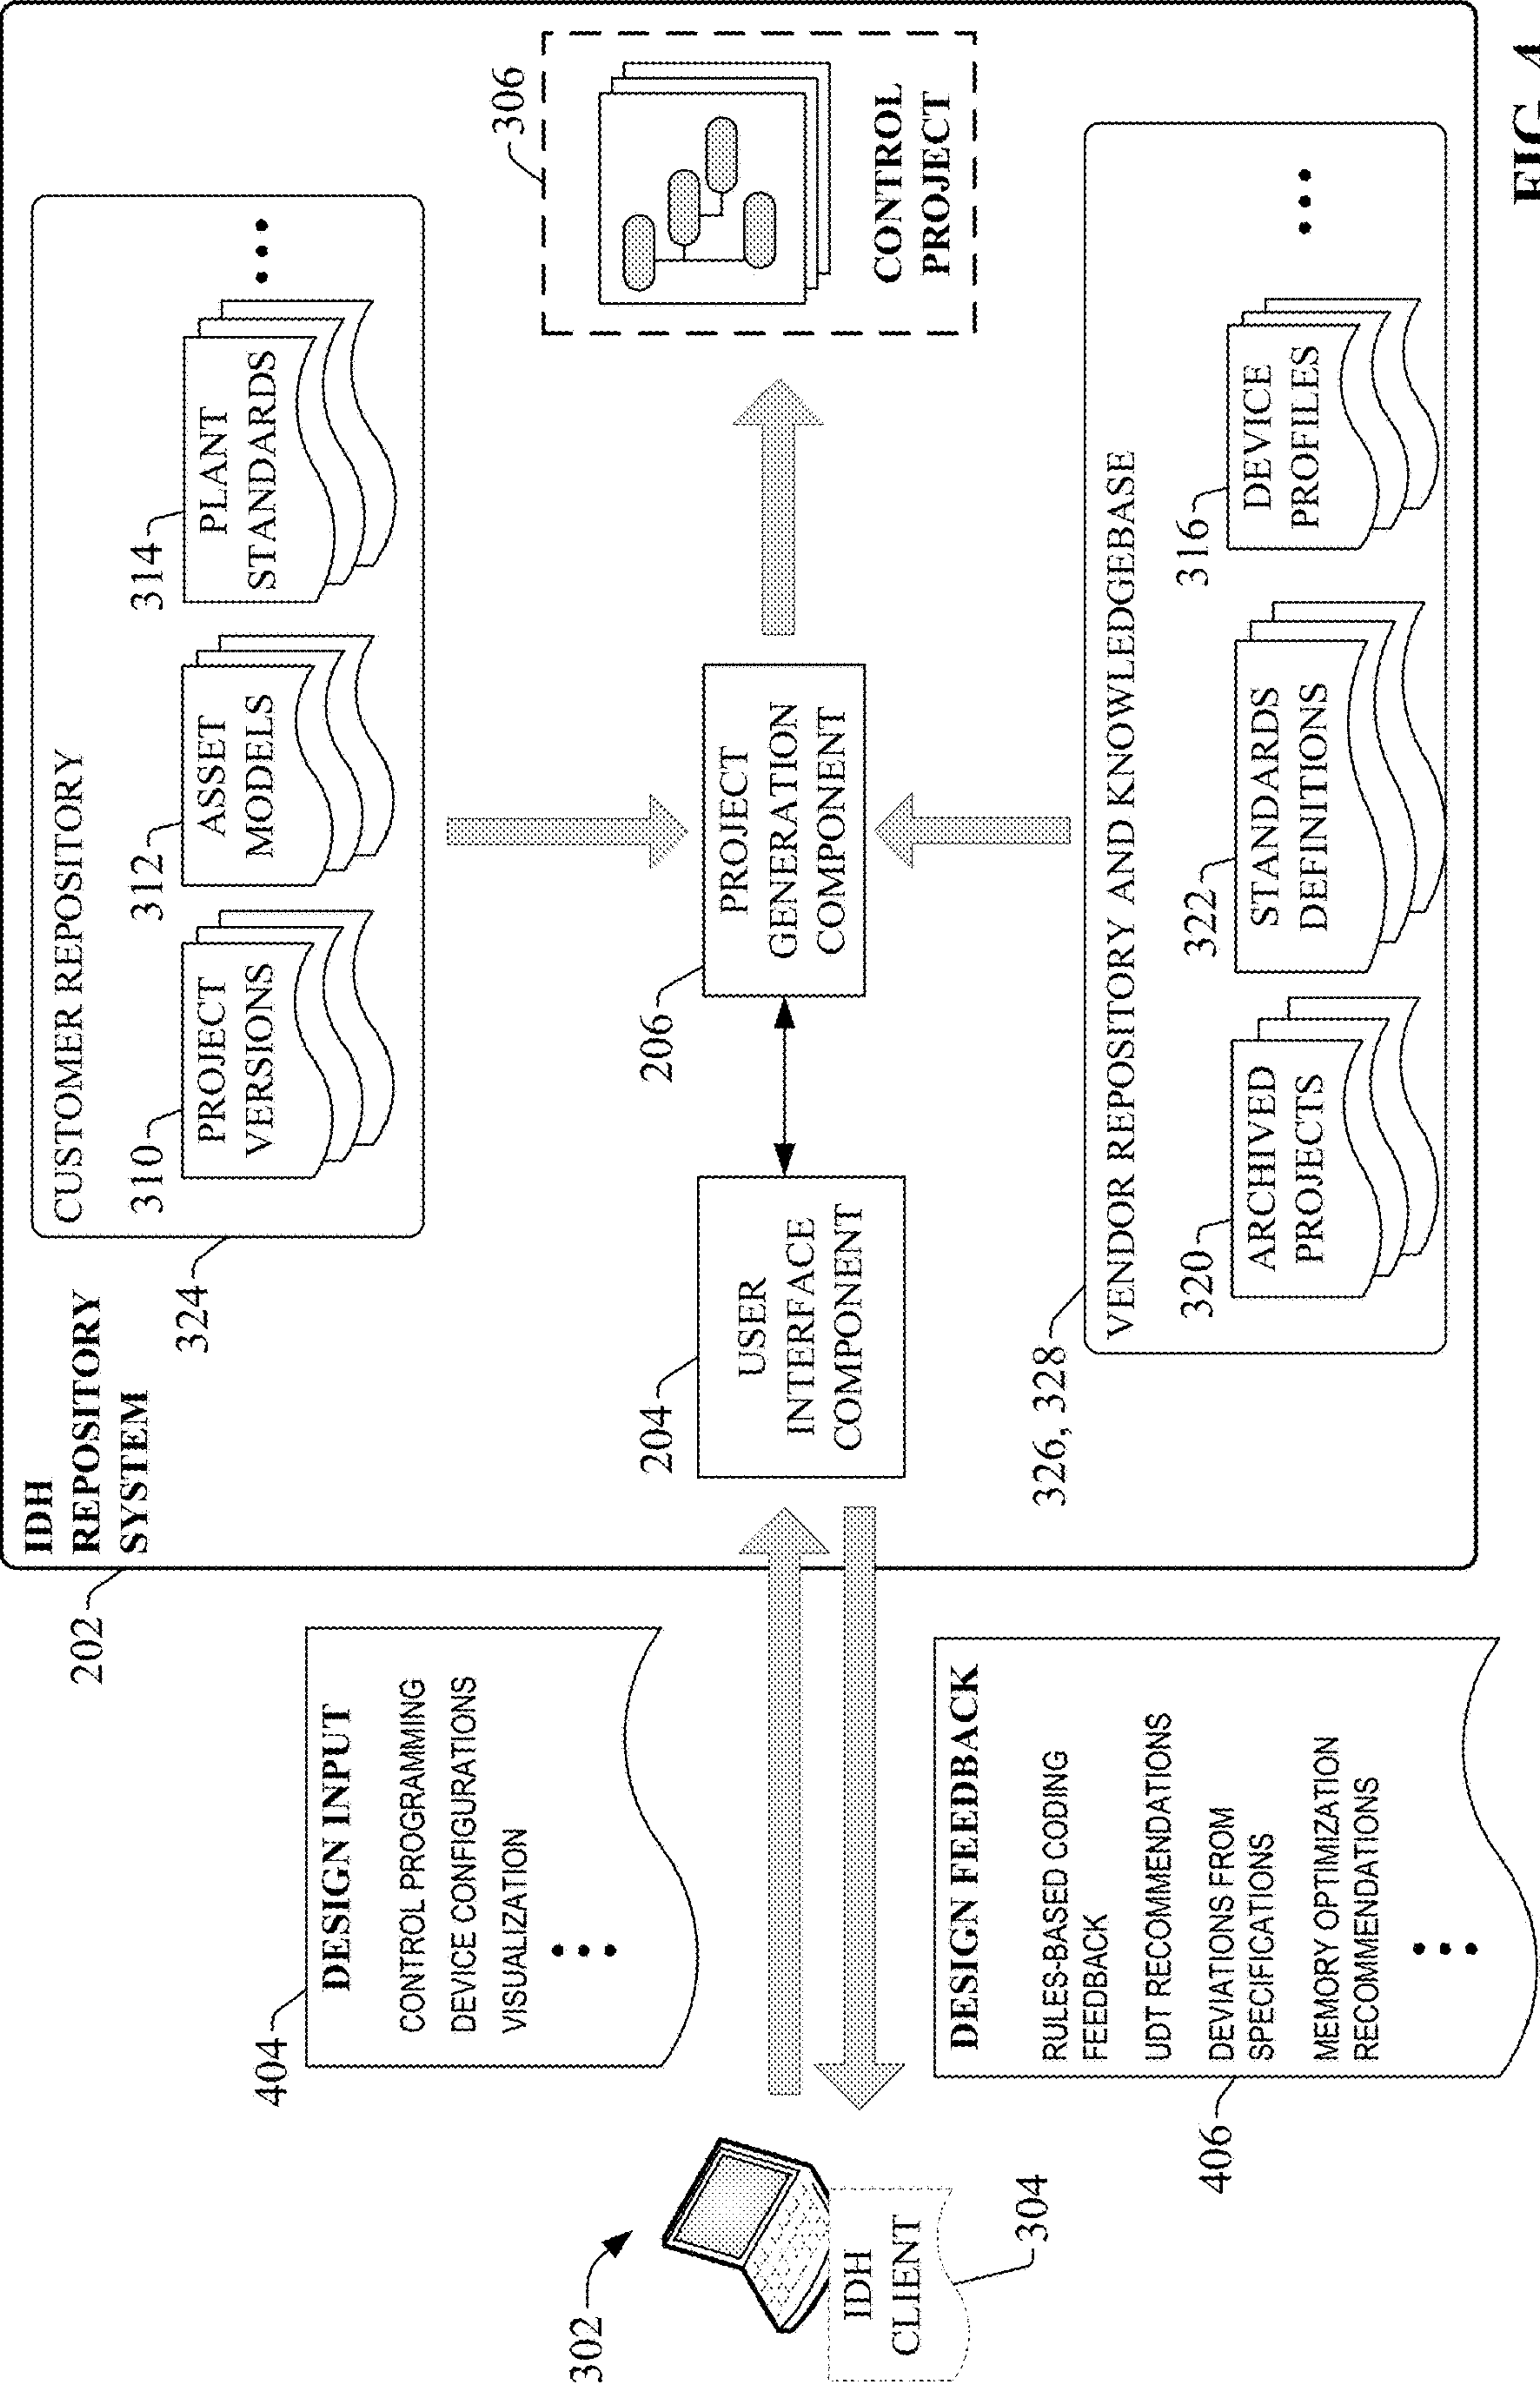 IDH
REPOSITORY
SYSTEM
202
CUSTOMER REPOSITORY
324
310
PROJECT
VERSIONS
312
ASSET
MODELS
314
PLANT
STANDARDS
• • •
404
DESIGN INPUT
CONTROL PROGRAMMING
DEVICE CONFIGURATIONS
VISUALIZATION
• • •
302
IDH
CLIENT
304
204
USER
INTERFACE
COMPONENT
206
PROJECT
GENERATION
COMPONENT
306
CONTROL
PROJECT
406
DESIGN FEEDBACK
RULES-BASED CODING
FEEDBACK
UDT RECOMMENDATIONS
DEVIATIONS FROM
SPECIFICATIONS
MEMORY OPTIMIZATION
RECOMMENDATIONS
• • •
326, 328
VENDOR REPOSITORY AND KNOWLEDGEBASE
320
ARCHIVED
PROJECTS
322
STANDARDS
DEFINITIONS
316
DEVICE
PROFILES
• • •
FIG. 4